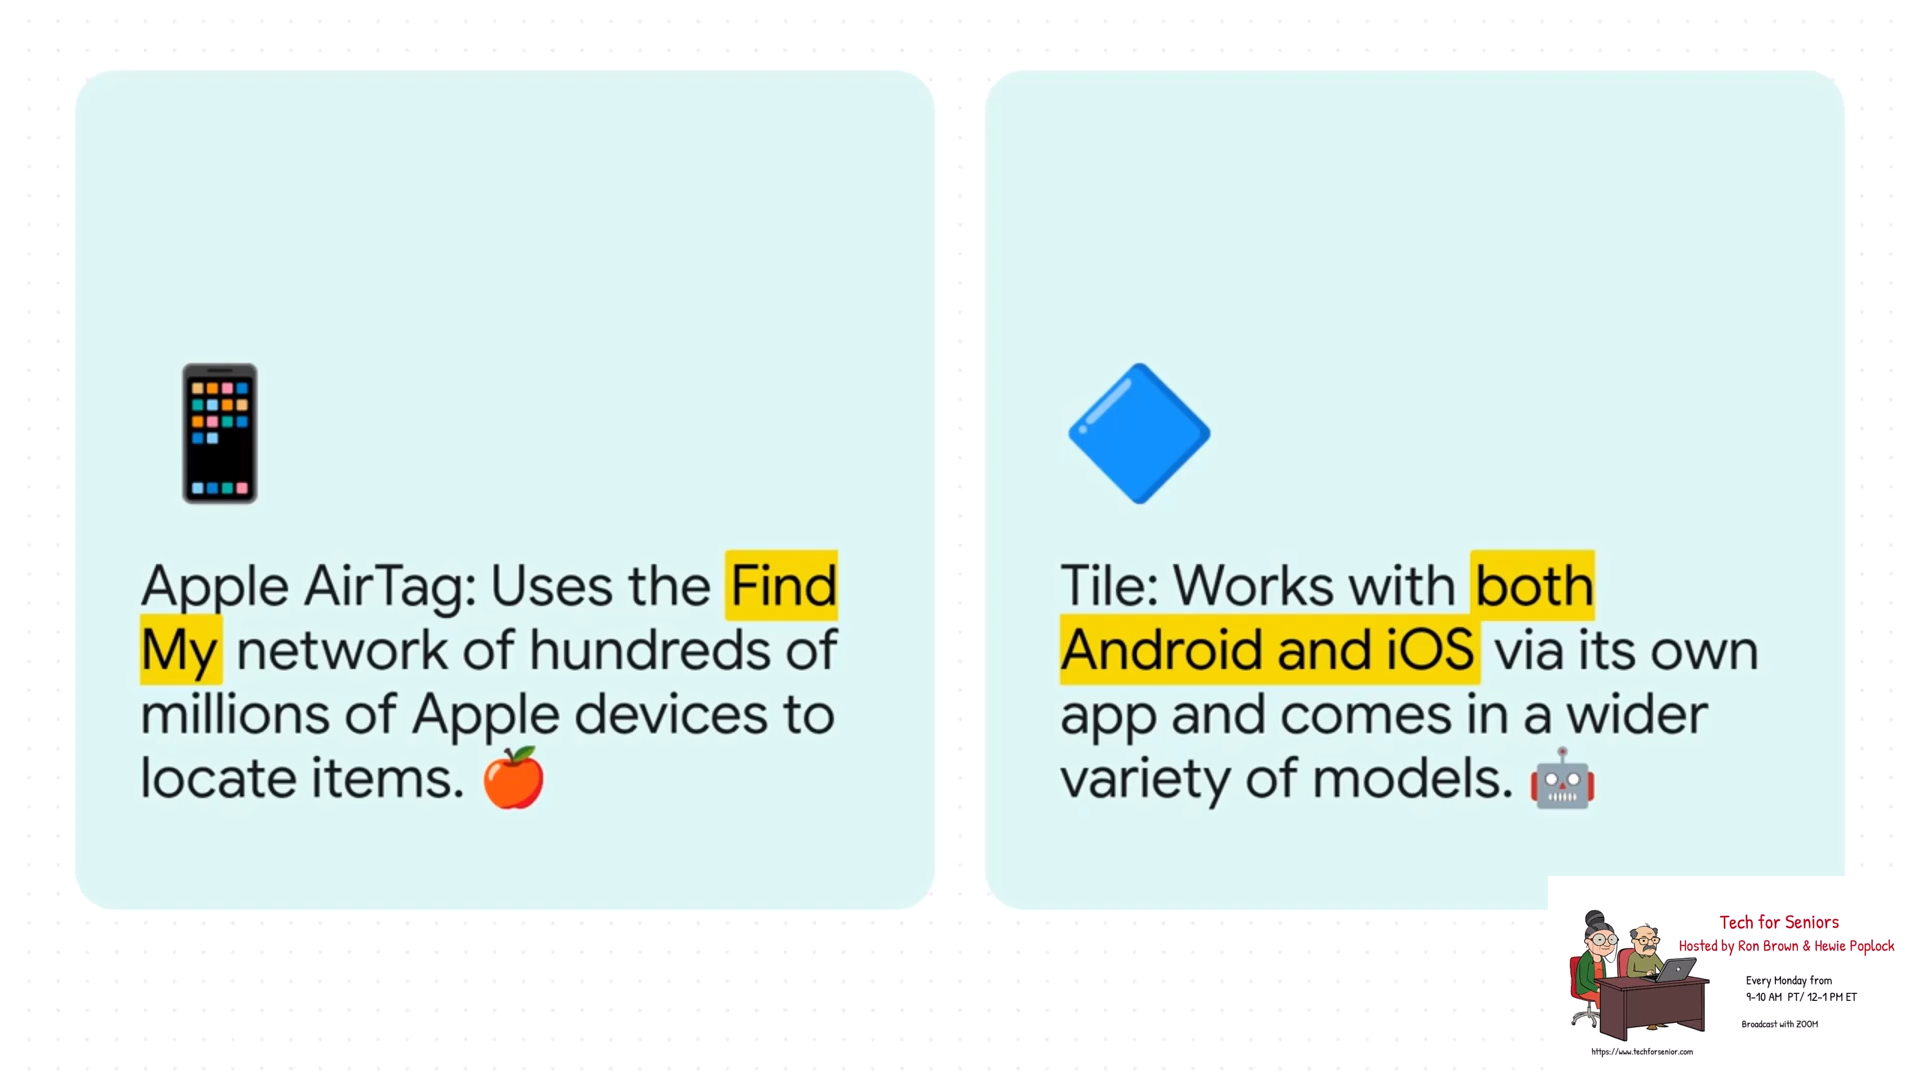 Apple AirTag: Uses the Find
My network of hundreds of
millions of Apple devices to
locate items. 🍎
Tile: Works with both
Android and iOS via its own
app and comes in a wider
variety of models. 🤖
Tech for Seniors
Hosted by Ron Brown & Hewie Poplock
Every Monday from
9-10 AM PT/ 12-1 PM ET
Broadcast with ZOOM
https://www.techforsenior.com